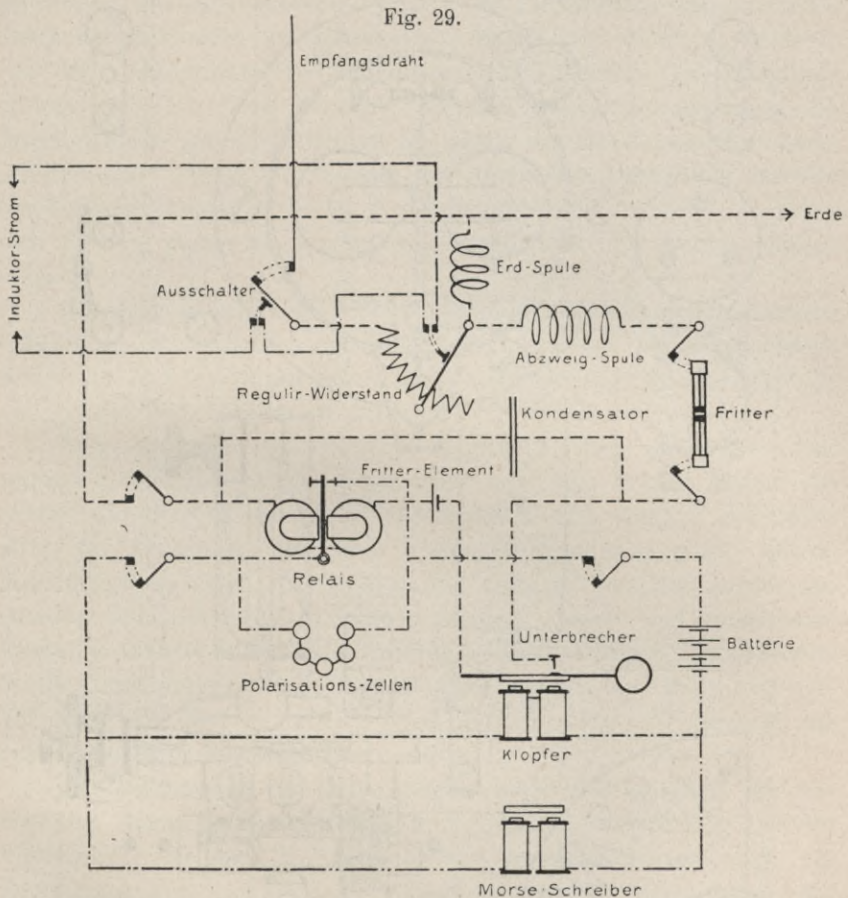 Fig. 29.
Empfangsdraht
Induktor-Strom
Erde
Erd-Spule
Ausschalter
Abzweig-Spule
Regulir-Widerstand
Kondensator
Fritter
Fritter-Element
Relais
Unterbrecher
Batterie
Polarisations-Zellen
Klopfer
Morse-Schreiber